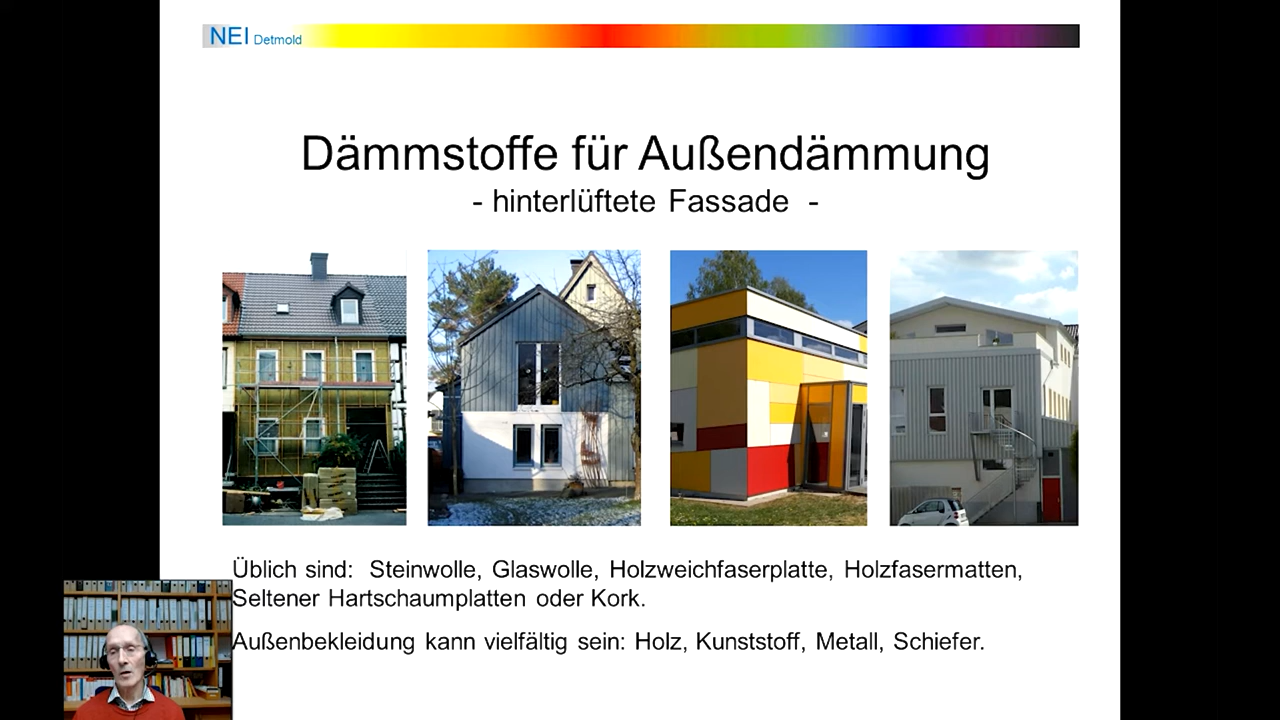 NEI Detmold
Dämmstoffe für Außendämmung
- hinterlüftete Fassade -
Üblich sind: Steinwolle, Glaswolle, Holzweichfaserplatte, Holzfasermatten,
Seltener Hartschaumplatten oder Kork.
Außenbekleidung kann vielfältig sein: Holz, Kunststoff, Metall, Schiefer.